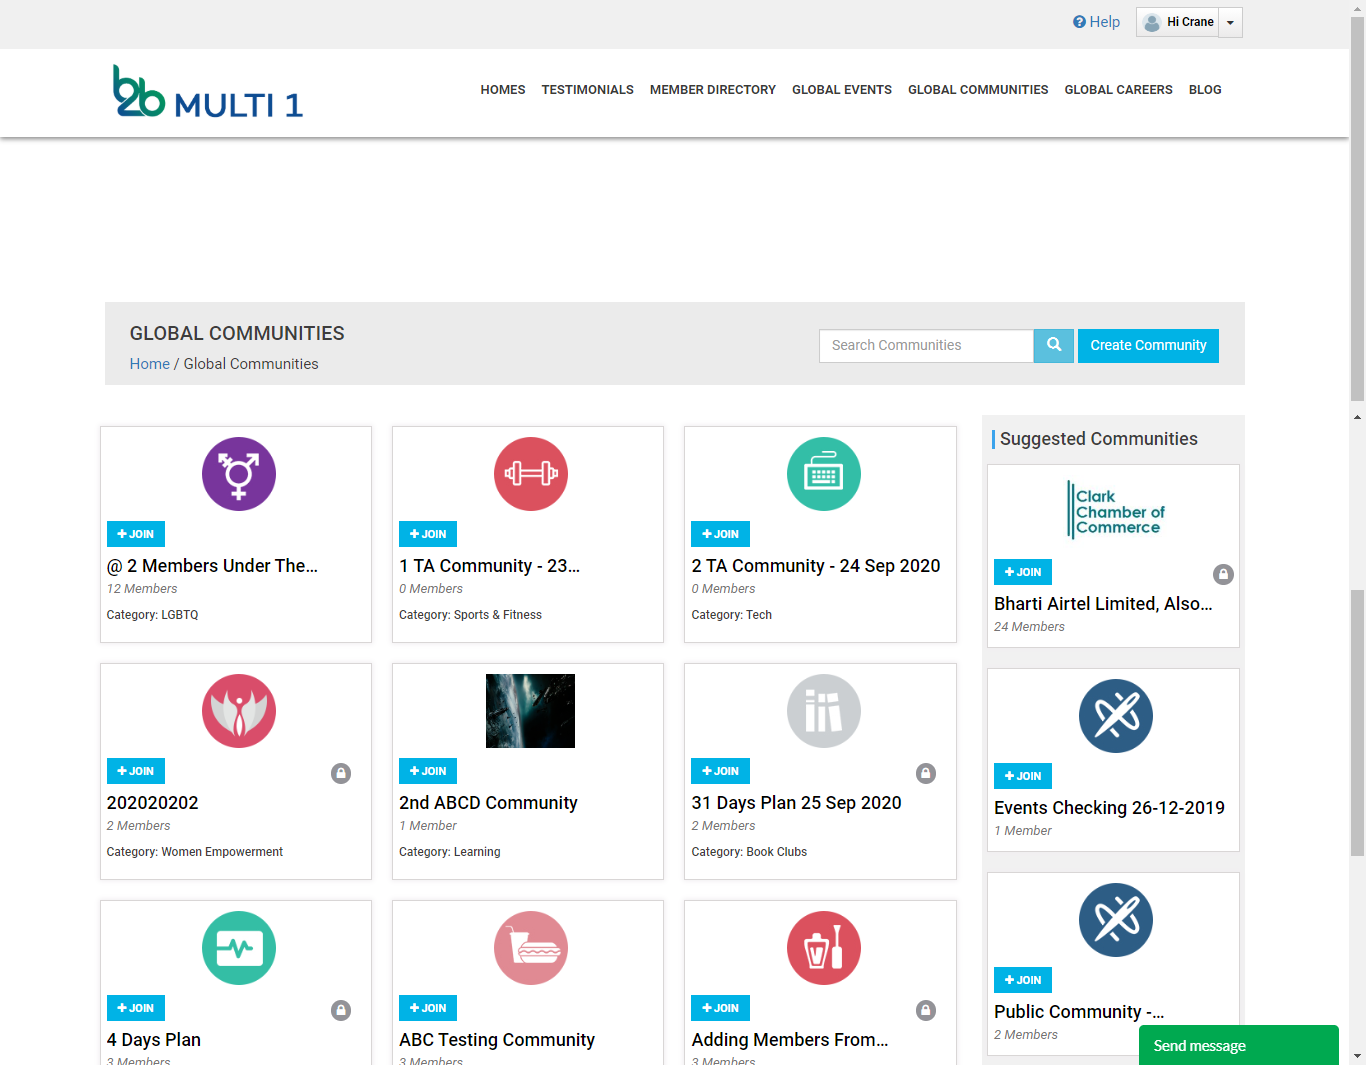 Help
Hi Crane
b2b MULTI 1
HOMES TESTIMONIALS MEMBER DIRECTORY GLOBAL EVENTS GLOBAL COMMUNITIES GLOBAL CAREERS BLOG
GLOBAL COMMUNITIES
Home / Global Communities
Search Communities
Create Community
JOIN
@ 2 Members Under The...
12 Members
Category: LGBTQ
JOIN
1 TA Community - 23...
0 Members
Category: Sports & Fitness
JOIN
2 TA Community - 24 Sep 2020
0 Members
Category: Tech
JOIN
202020202
2 Members
Category: Women Empowerment
JOIN
2nd ABCD Community
1 Member
Category: Learning
JOIN
31 Days Plan 25 Sep 2020
2 Members
Category: Book Clubs
JOIN
4 Days Plan
3 Members
JOIN
ABC Testing Community
3 Members
JOIN
Adding Members From...
3 Members
Suggested Communities
Clark
Chamber of
Commerce
JOIN
Bharti Airtel Limited, Also...
24 Members
JOIN
Events Checking 26-12-2019
1 Member
JOIN
Public Community -...
2 Members
Send message